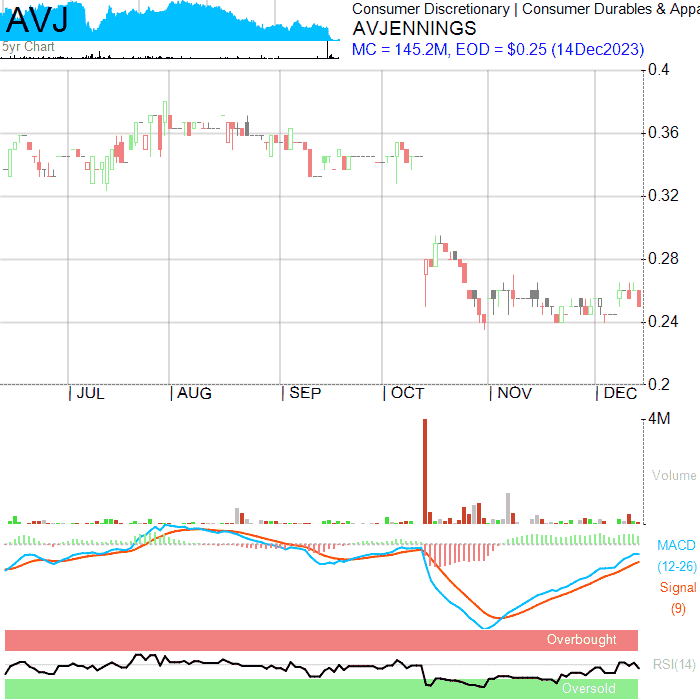 AVJ
5yr Chart
Consumer Discretionary | Consumer Durables & Appa
AVJENNINGS
MC = 145.2M, EOD = $0.25 (14Dec2023)
0.4
0.36
0.32
0.28
0.24
0.2
JUL AUG SEP OCT NOV DEC
4M
Volume
MACD
(12-26)
Signal
(9)
Overbought
RSI(14)
Oversold